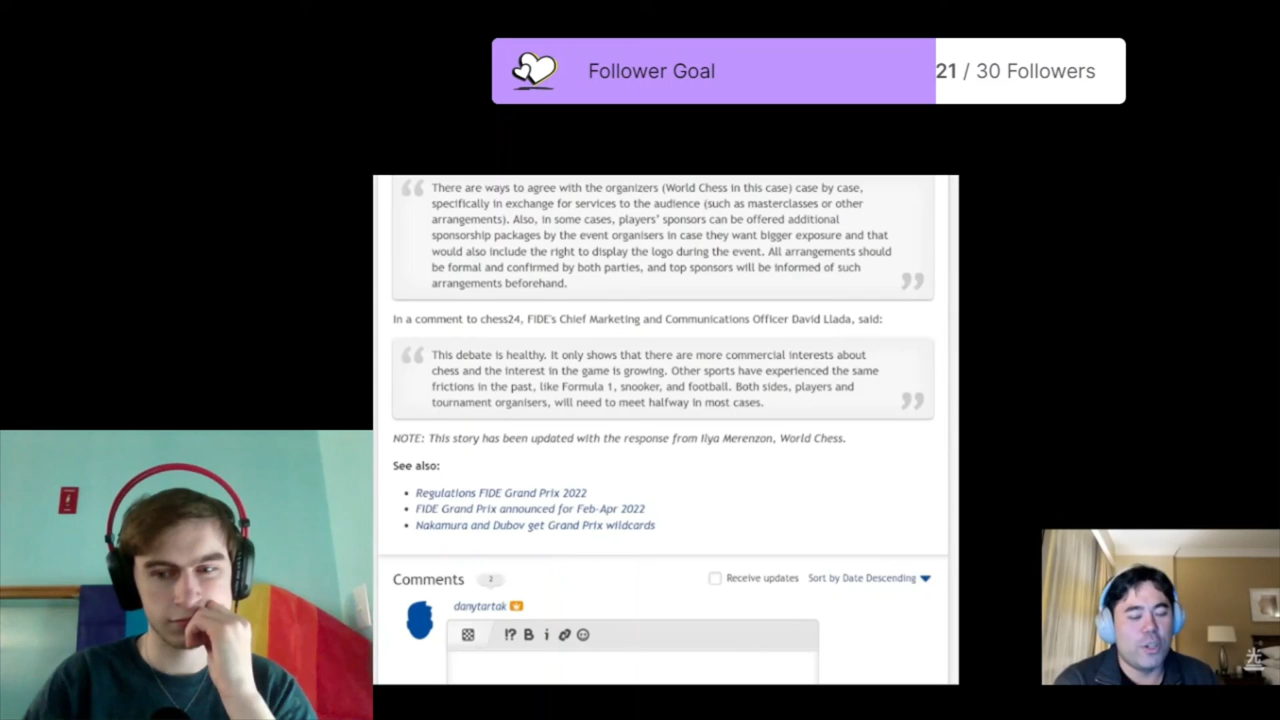 Follower Goal
21 / 30 Followers
There are ways to agree with the organizers (World Chess in this case) case by case,
specifically in exchange for services to the audience (such as masterclasses or other
arrangements). Also, in some cases, players' sponsors can be offered additional
sponsorship packages by the event organisers in case they want bigger exposure and that
would also include the right to display the logo during the event. All arrangements should
be formal and confirmed by both parties, and top sponsors will be informed of such
arrangements beforehand.
In a comment to chess24, FIDE's Chief Marketing and Communications Officer David Llada, said:
This debate is healthy. It only shows that there are more commercial interests about
chess and the interest in the game is growing. Other sports have experienced the same
frictions in the past, like Formula 1, snooker, and football. Both sides, players and
tournament organisers, will need to meet halfway in most cases.
NOTE: This story has been updated with the response from Ilya Merenzon, World Chess.
See also:
Regulations FIDE Grand Prix 2022
FIDE Grand Prix announced for Feb-Apr 2022
Nakamura and Dubov get Grand Prix wildcards
Comments
Receive updates
Sort by Date Descending
danytartak
!? B i
光